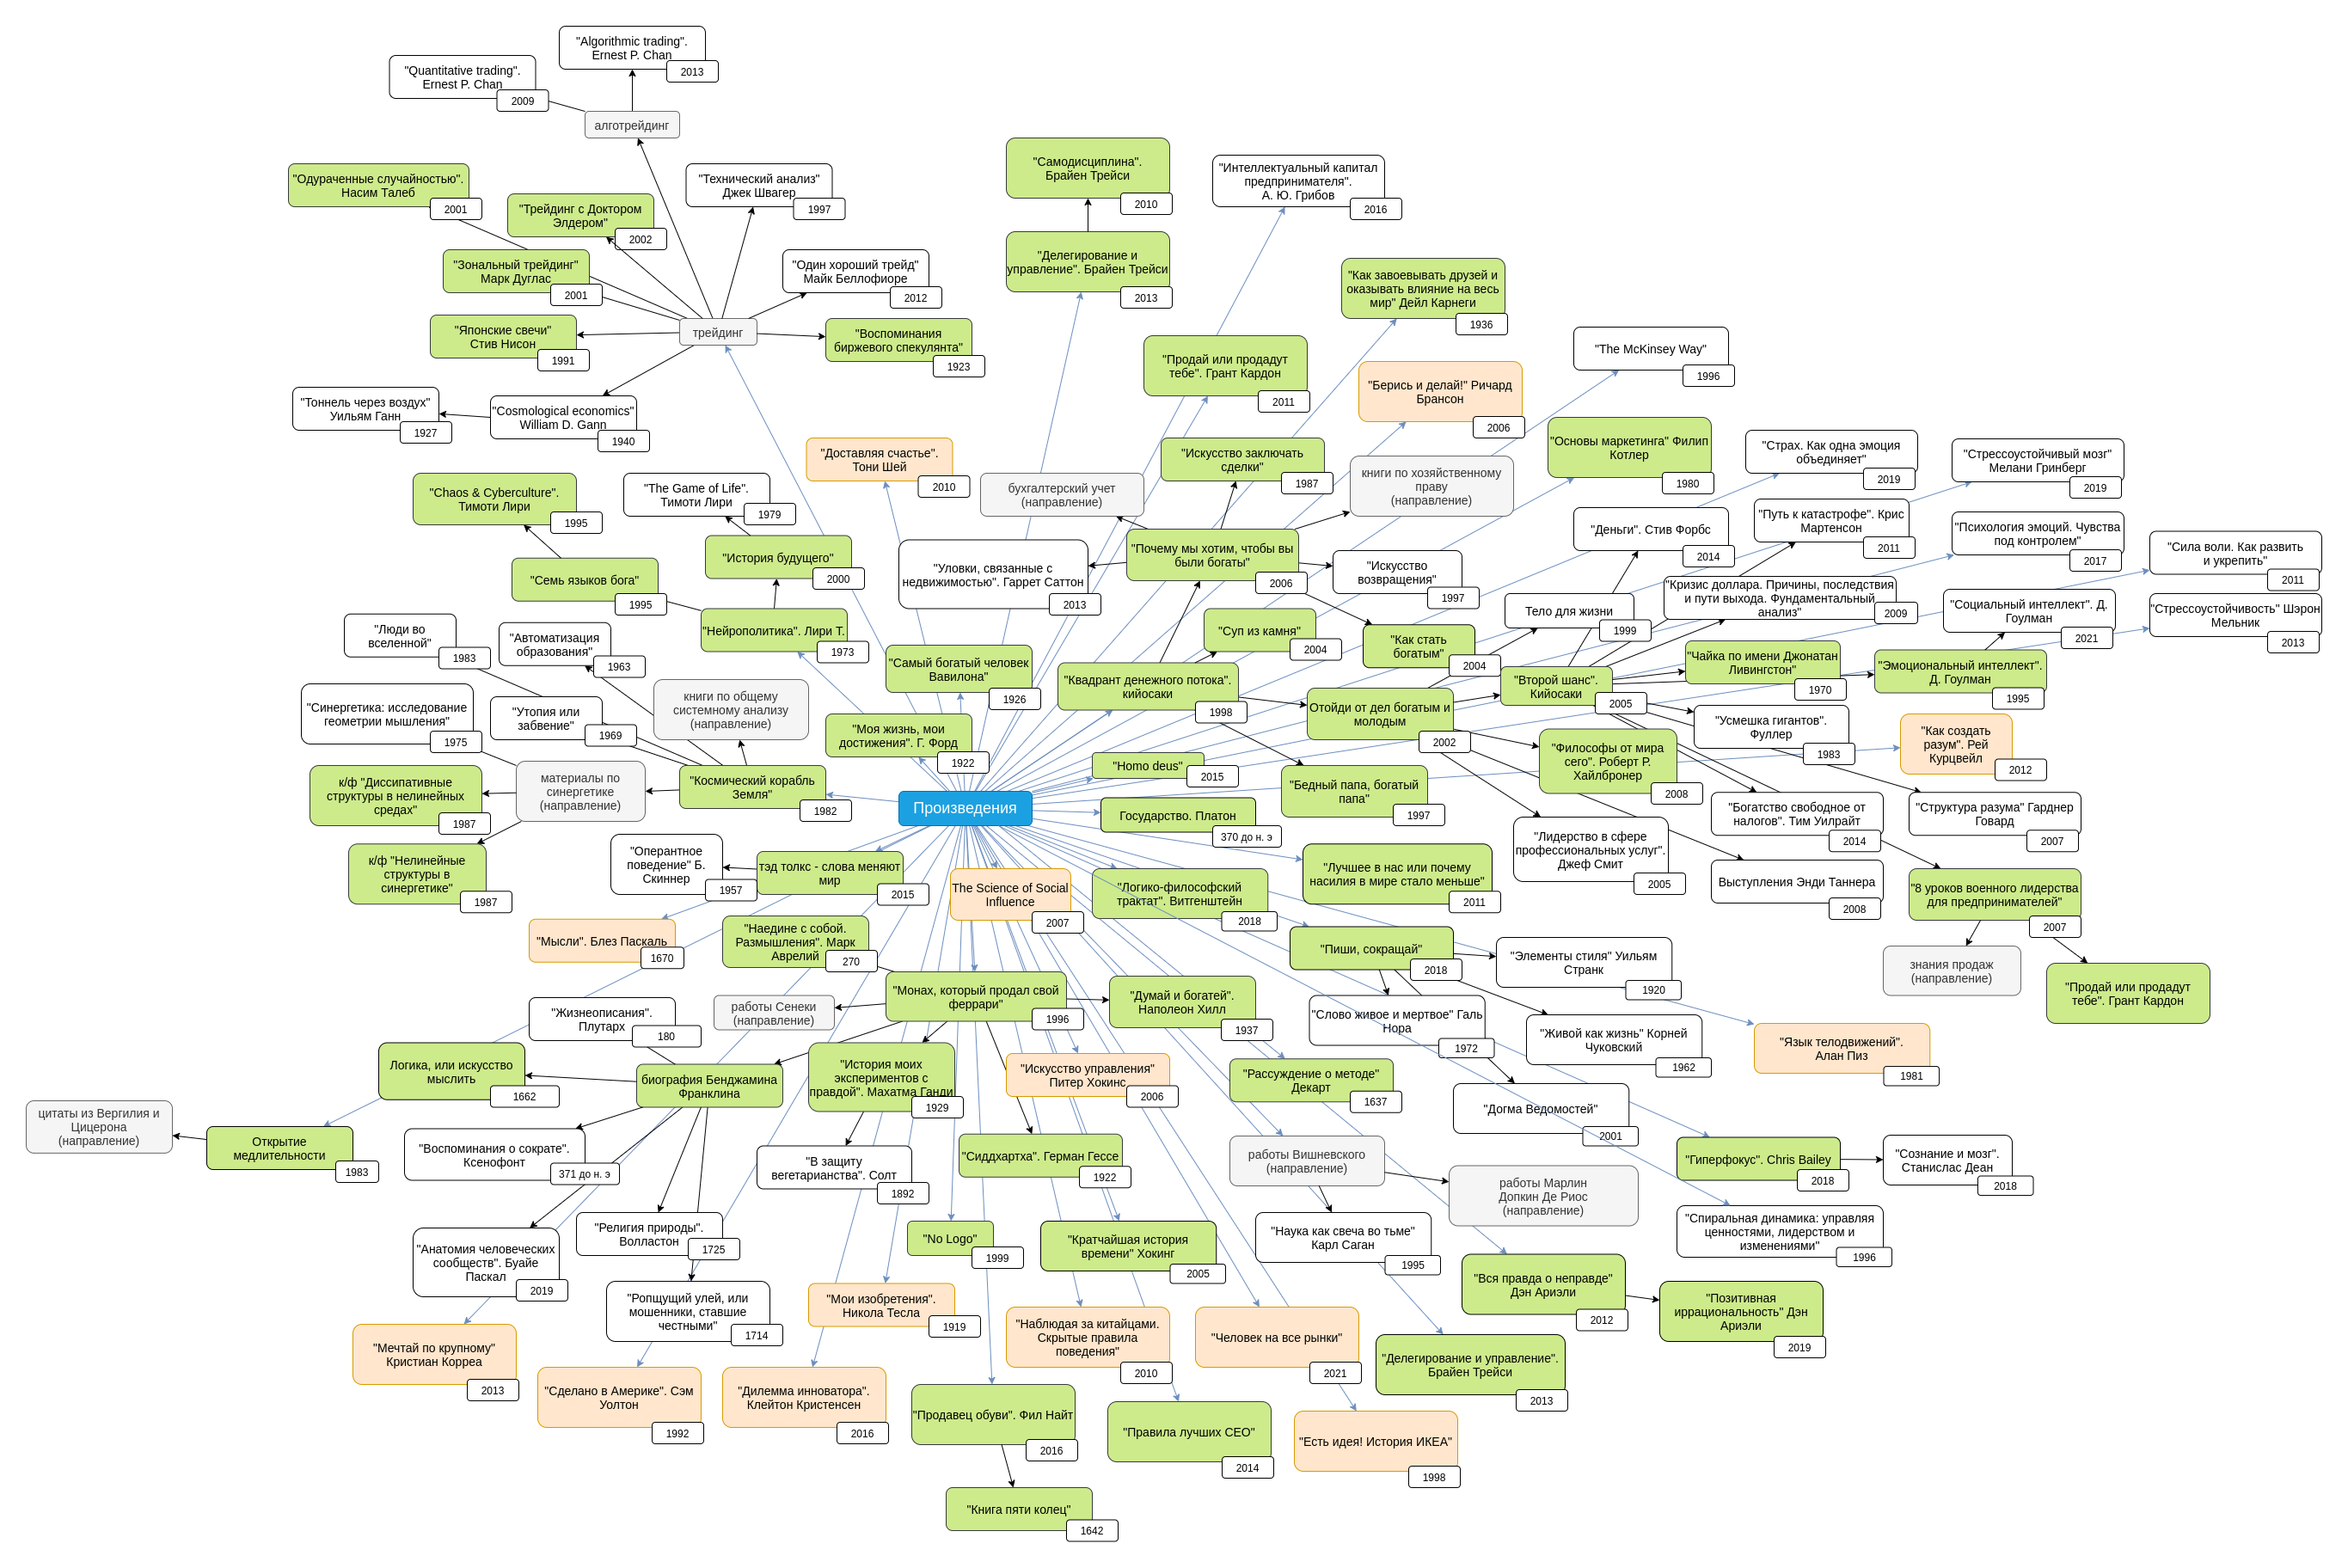 "Algorithmic trading".
Ernest P. Chan
2013
"Quantitative trading".
Ernest P. Chan
2009
алготрейдинг
"Одураченные случайностью".
Насим Талеб
2001
"Трейдинг с Доктором
Элдером"
2002
"Технический анализ"
Джек Швагер
1997
"Зональный трейдинг"
Марк Дуглас
2001
"Один хороший трейд"
Майк Беллофиоре
2012
"Японские свечи"
Стив Нисон
1991
трейдинг
"Воспоминания
биржевого спекулянта"
1923
"Тоннель через воздух"
Уильям Ганн
1927
"Cosmological economics"
William D. Gann
1940
"Самодисциплина".
Брайен Трейси
2010
"Делегирование и
управление". Брайен Трейси
2013
"Интеллектуальный капитал
предпринимателя".
А. Ю. Грибов
2016
"Как завоевывать друзей и
оказывать влияние на весь
мир" Дейл Карнеги
1936
"Продай или продадут
тебе". Грант Кардон
2011
"Берись и делай!" Ричард
Брансон
2006
"The McKinsey Way"
1996
"Доставляя счастье".
Тони Шей
2010
"Искусство заключать
сделки"
1987
бухгалтерский учет
(направление)
книги по хозяйственному
праву
(направление)
"Основы маркетинга" Филип
Котлер
1980
"Страх. Как одна эмоция
объединяет"
2019
"Стрессоустойчивый мозг"
Мелани Гринберг
2019
"Chaos & Cyberculture".
Тимоти Лири
1995
"The Game of Life".
Тимоти Лири
1979
"История будущего"
2000
"Семь языков бога"
1995
"Нейрополитика". Лири Т.
1973
"Уловки, связанные с
недвижимостью". Гаррет Саттон
2013
"Почему мы хотим, чтобы вы
были богаты"
2006
"Искусство
возвращения"
1997
"Деньги". Стив Форбс
2014
"Путь к катастрофе". Крис
Мартенсон
2011
"Психология эмоций. Чувства
под контролем"
2017
"Сила воли. Как развить
и укрепить"
2011
"Кризис доллара. Причины, последствия
и пути выхода. Фундаментальный
анализ"
2009
"Социальный интеллект". Д.
Гоулман
2021
"Стрессоустойчивость" Шэрон
Мельник
2013
Тело для жизни
1999
"Суп из камня"
2004
"Как стать
богатым"
2004
"Люди во
вселенной"
1983
"Автоматизация
образования"
1963
"Самый богатый человек
Вавилона"
1926
"Квадрант денежного потока".
кийосаки
1998
"Второй шанс".
Кийосаки
2005
"Чайка по имени Джонатан
Ливингстон"
1970
"Эмоциональный интеллект".
Д. Гоулман
1995
"Синергетика: исследование
геометрии мышления"
1975
"Утопия или
забвение"
1969
книги по общему
системному анализу
(направление)
"Моя жизнь, мои
достижения". Г. Форд
1922
Отойди от дел богатым и
молодым
2002
"Усмешка гигантов".
Фуллер
1983
"Как создать
разум". Рей
Курцвейл
2012
"Философы от мира
сего". Роберт Р.
Хайлбронер
2008
к/ф "Диссипативные
структуры в нелинейных
средах"
1987
материалы по
синергетике
(направление)
"Космический корабль
Земля"
1982
"Homo deus"
2015
"Бедный папа, богатый
папа"
1997
Произведения
Государство. Платон
370 до н. э
"Богатство свободное от
налогов". Тим Уилрайт
2014
"Структура разума" Гарднер
Говард
2007
"Лидерство в сфере
профессиональных услуг".
Джеф Смит
2005
к/ф "Нелинейные
структуры в
синергетике"
1987
"Оперантное
поведение" Б.
Скиннер
1957
тэд толкс - слова меняют
мир
2015
"Лучшее в нас или почему
насилия в мире стало меньше"
2011
Выступления Энди Таннера
2008
"8 уроков военного лидерства
для предпринимателей"
2007
The Science of Social
Influence
2007
"Логико-философский
трактат". Витгенштейн
2018
"Мысли". Блез Паскаль
1670
"Наедине с собой.
Размышления". Марк
Аврелий
270
"Пиши, сокращай"
2018
"Элементы стиля" Уильям
Странк
1920
знания продаж
(направление)
"Продай или продадут
тебе". Грант Кардон
"Жизнеописания".
Плутарх
180
работы Сенеки
(направление)
"Монах, который продал свой
феррари"
1996
"Думай и богатей".
Наполеон Хилл
1937
"Слово живое и мертвое" Галь
Нора
1972
"Живой как жизнь" Корней
Чуковский
1962
"Язык телодвижений".
Алан Пиз
1981
Логика, или искусство
мыслить
1662
биография Бенджамина
Франклина
"История моих
экспериментов с
правдой". Махатма Ганди
1929
"Искусство управления"
Питер Хокинс
2006
"Рассуждение о методе"
Декарт
1637
"Догма Ведомостей"
2001
цитаты из Вергилия и
Цицерона
(направление)
Открытие
медлительности
1983
"Воспоминания о сократе".
Ксенофонт
371 до н. э
"В защиту
вегетарианства". Солт
1892
"Сиддхартха". Герман Гессе
1922
работы Вишневского
(направление)
работы Марлин
Допкин Де Риос
(направление)
"Гиперфокус". Chris Bailey
2018
"Сознание и мозг".
Станислас Деан
2018
"Анатомия человеческих
сообществ". Буайе
Паскал
2019
"Религия природы".
Волластон
1725
"No Logo"
1999
"Кратчайшая история
времени" Хокинг
2005
"Наука как свеча во тьме"
Карл Саган
1995
"Спиральная динамика: управляя
ценностями, лидерством и
изменениями"
1996
"Ропщущий улей, или
мошенники, ставшие
честными"
1714
"Мои изобретения".
Никола Тесла
1919
"Наблюдая за китайцами.
Скрытые правила
поведения"
2010
"Человек на все рынки"
2021
"Вся правда о неправде"
Дэн Ариэли
2012
"Позитивная
иррациональность" Дэн
Ариэли
2019
"Мечтай по крупному"
Кристиан Корреа
2013
"Сделано в Америке". Сэм
Уолтон
1992
"Дилемма инноватора".
Клейтон Кристенсен
2016
"Делегирование и управление".
Брайен Трейси
2013
"Продавец обуви". Фил Найт
2016
"Правила лучших CEO"
2014
"Есть идея! История ИКЕА"
1998
"Книга пяти колец"
1642